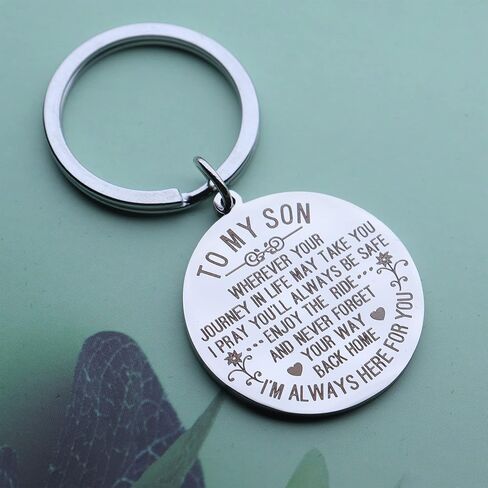 TO MY SON
WHEREVER YOUR
JOURNEY IN LIFE MAY TAKE YOU
I PRAY YOU'LL ALWAYS BE SAFE
... ENJOY THE RIDE ...
AND NEVER FORGET
YOUR WAY
BACK HOME
I'M ALWAYS HERE FOR YOU